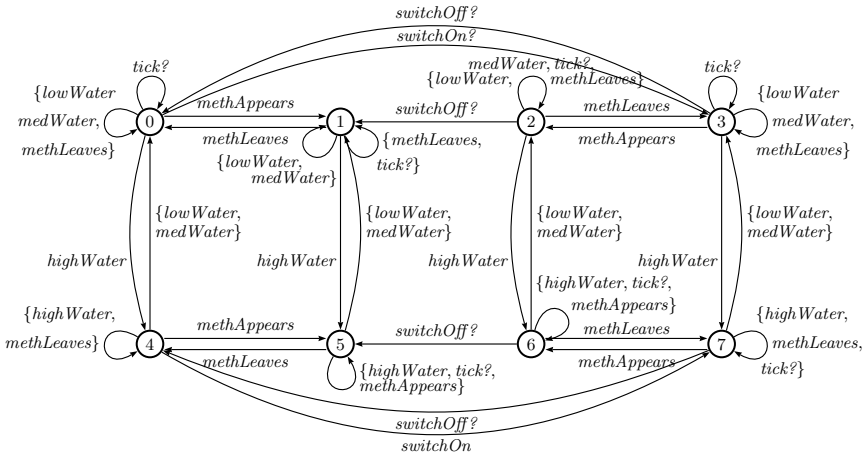 switchOff?
switchOn?
tick?
medWater, tick?,
tick?
{lowWater
{lowWater,
methLeaves}
{lowWater
methAppears
switchOff?
methLeaves
0
1
2
3
medWater,
medWater,
methLeaves
{methLeaves,
methAppears
methLeaves}
{lowWater,
tick?}
methLeaves}
medWater}
{lowWater,
{lowWater,
{lowWater,
{lowWater,
medWater}
medWater}
medWater}
medWater}
highWater
highWater
highWater
highWater
{highWater, tick?,
methAppears}
{highWater,
{highWater,
methAppears
switchOff?
methLeaves
methLeaves}
4
5
6
7
methLeaves,
methLeaves
methAppears
{highWater, tick?,
tick?}
methAppears}
switchOff?
switchOn